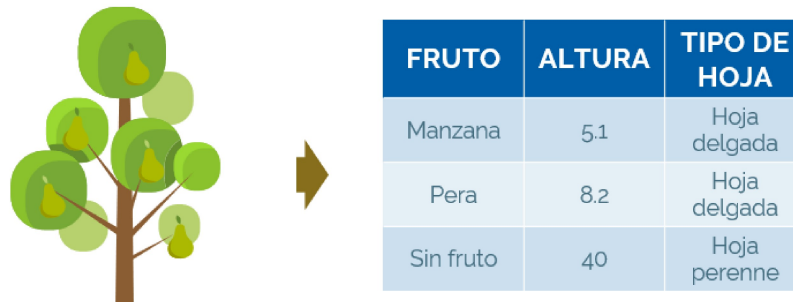 FRUTO ALTURA TIPO DE HOJA
Manzana 5.1 Hoja delgada
Pera 8.2 Hoja delgada
Sin fruto 40 Hoja perenne